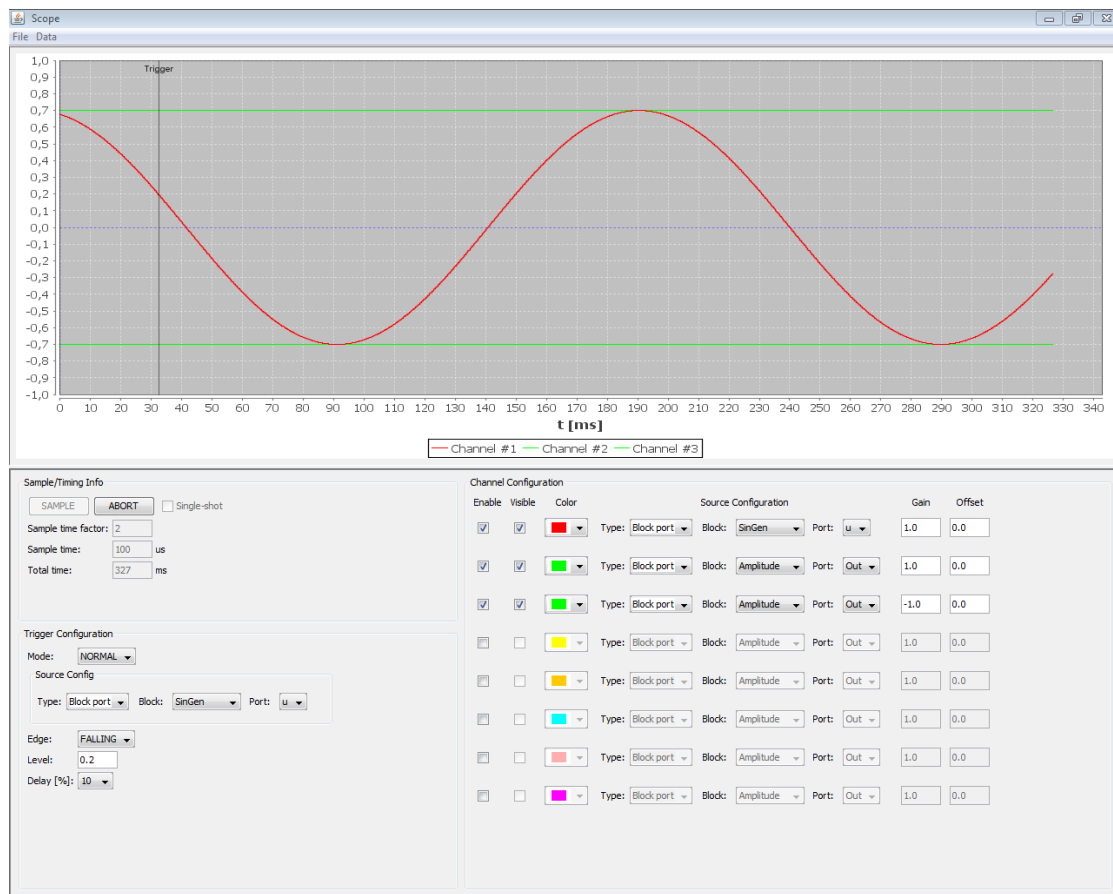 Scope
File Data
Trigger
1,0
0,9
0,8
0,7
0,6
0,5
0,4
0,3
0,2
0,1
0,0
-0,1
-0,2
-0,3
-0,4
-0,5
-0,6
-0,7
-0,8
-0,9
-1,0
0 10 20 30 40 50 60 70 80 90 100 110 120 130 140 150 160 170 180 190 200 210 220 230 240 250 260 270 280 290 300 310 320 330 340
t [ms]
Channel #1 Channel #2 Channel #3
Sample/Timing Info
SAMPLE ABORT Single-shot
Sample time factor: 2
Sample time: 100 us
Total time: 327 ms
Trigger Configuration
Mode: NORMAL
Source Config
Type: Block port Block: SinGen Port: u
Edge: FALLING
Level: 0.2
Delay [%]: 10
Channel Configuration
Enable Visible Color Source Configuration Gain Offset
Type: Block port Block: SinGen Port: u 1.0 0.0
Type: Block port Block: Amplitude Port: Out 1.0 0.0
Type: Block port Block: Amplitude Port: Out -1.0 0.0
Type: Block port Block: Amplitude Port: Out 1.0 0.0
Type: Block port Block: Amplitude Port: Out 1.0 0.0
Type: Block port Block: Amplitude Port: Out 1.0 0.0
Type: Block port Block: Amplitude Port: Out 1.0 0.0
Type: Block port Block: Amplitude Port: Out 1.0 0.0